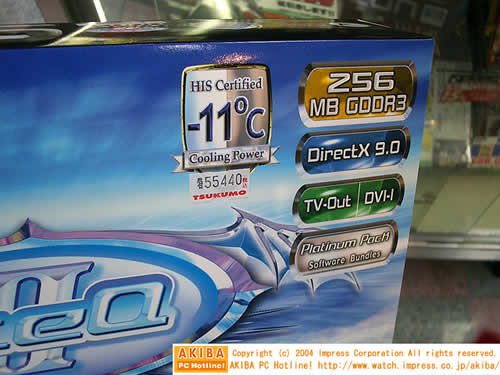 HIS Certified
-11°C
Cooling Power
55440
TSUKUMO
256
MB GDDR3
DirectX 9.0
TV-Out DVI-I
Platinum Pack
Software Bundles
II
AKIBA
PC Hotline!
Copyright (c) 2004 Impress Corporation All rights reserved.
AKIBA PC Hotline! http://www.watch.impress.co.jp/akiba/